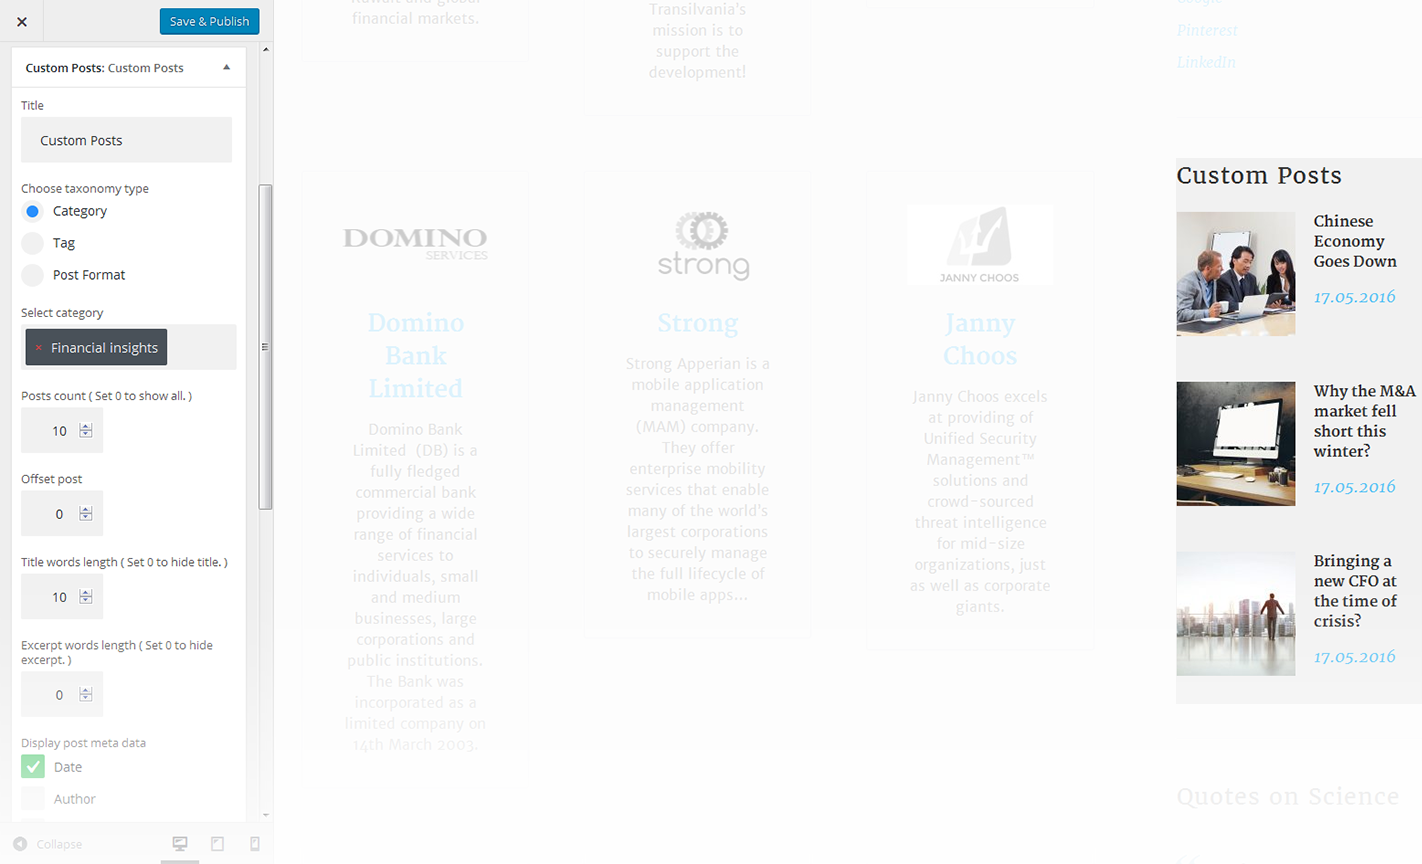 Save & Publish
Custom Posts: Custom Posts
Title
Custom Posts
Choose taxonomy type
Category
Tag
Post Format
Select category
× Financial insights
Posts count ( Set 0 to show all. )
10
Offset post
0
Title words length ( Set 0 to hide title. )
10
Excerpt words length ( Set 0 to hide
excerpt. )
0
Display post meta data
Date
Author
Collapse
financial markets.
Transilvania's
mission is to
support the
development!
Google
Pinterest
LinkedIn
DOMINO
SERVICES
Domino
Bank
Limited
Domino Bank
Limited (DB) is a
fully fledged
commercial bank
providing a wide
range of financial
services to
individuals, small
and medium
businesses, large
corporations and
public institutions.
The Bank was
incorporated as a
limited company on
14th March 2003.
strong
Strong
Strong Apperian is a
mobile application
management
(MAM) company.
They offer
enterprise mobility
services that enable
many of the world's
largest corporations
to securely manage
the full lifecycle of
mobile apps...
JANNY CHOOS
Janny
Choos
Janny Choos excels
at providing of
Unified Security
Management™
solutions and
crowd-sourced
threat intelligence
for mid-size
organizations, just
as well as corporate
giants.
Custom Posts
Chinese
Economy
Goes Down
17.05.2016
Why the M&A
market fell
short this
winter?
17.05.2016
Bringing a
new CFO at
the time of
crisis?
17.05.2016
Quotes on Science